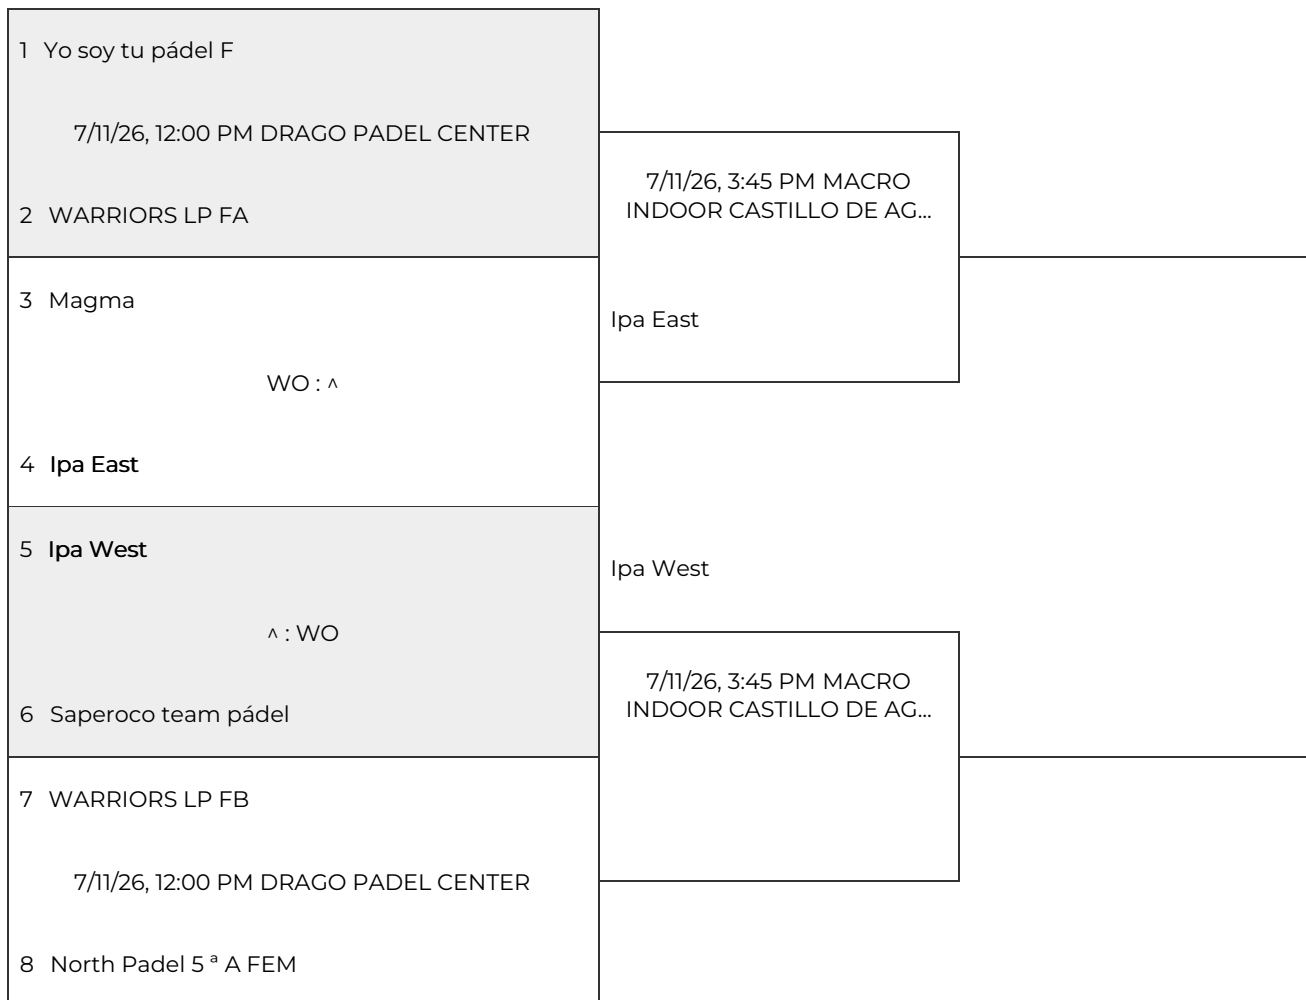 1 Yo soy tu pádel F
7/11/26, 12:00 PM DRAGO PADEL CENTER
2 WARRIORS LP FA
3 Magma
WO : ^
4 Ipa East
5 Ipa West
^ : WO
6 Saperoco team pádel
7 WARRIORS LP FB
7/11/26, 12:00 PM DRAGO PADEL CENTER
8 North Padel 5 ª A FEM
7/11/26, 3:45 PM MACRO
INDOOR CASTILLO DE AG...
Ipa East
Ipa West
7/11/26, 3:45 PM MACRO
INDOOR CASTILLO DE AG...